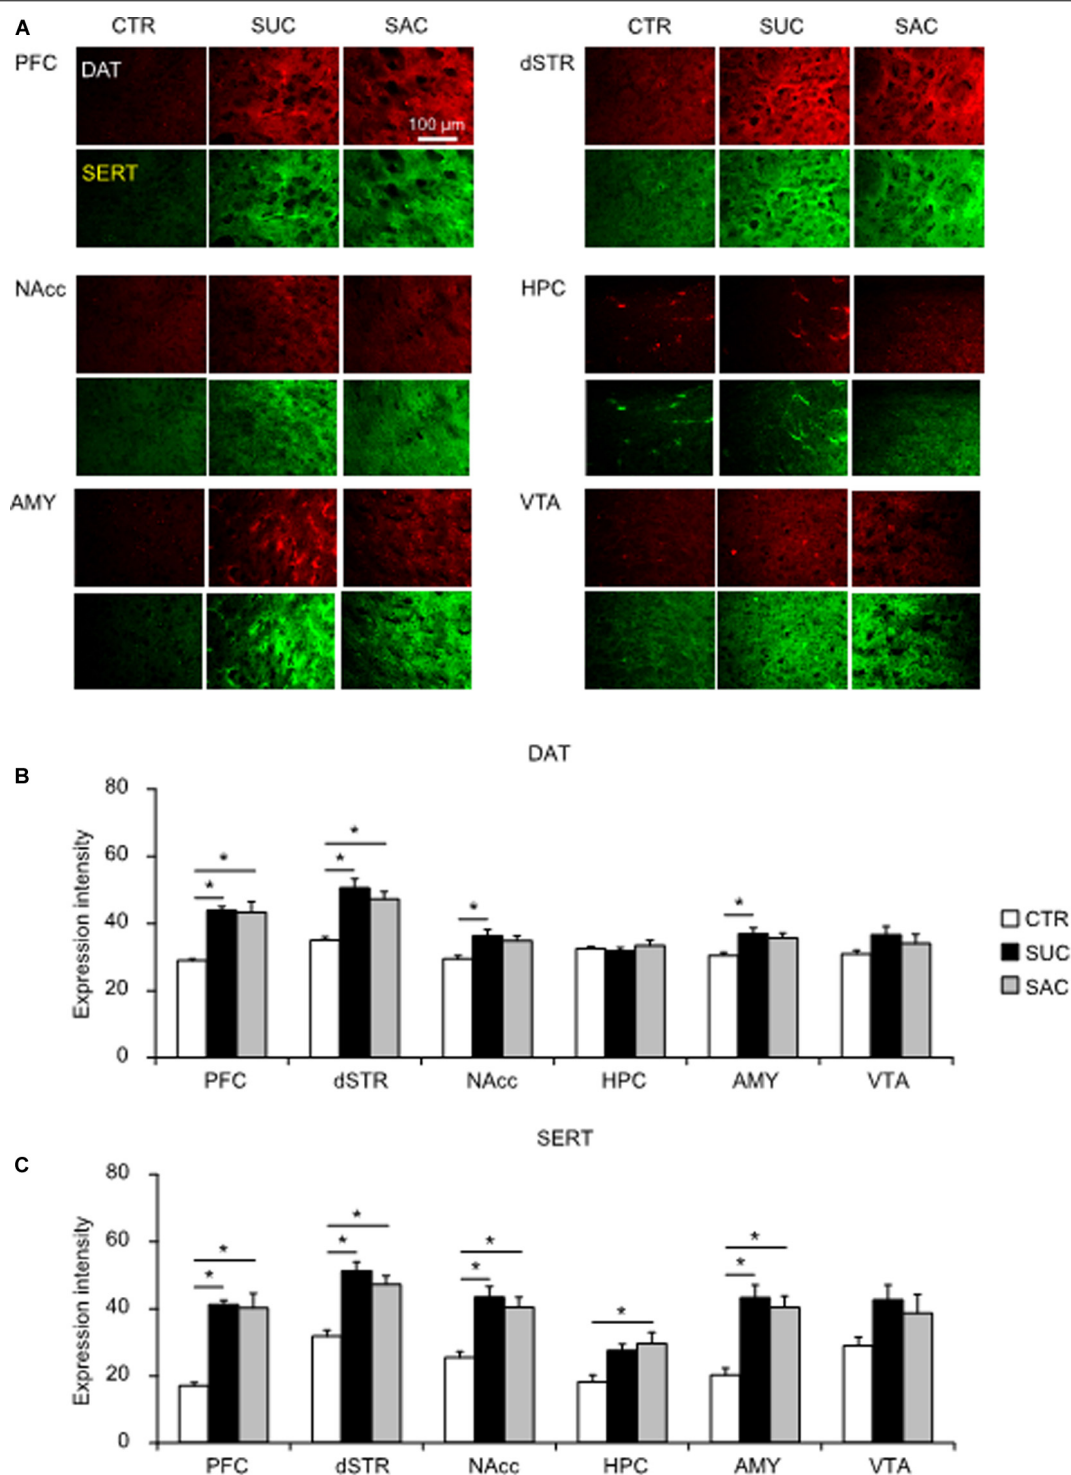 A
CTR SUC SAC CTR SUC SAC
PFC DAT dSTR
100 µm
SERT
NAcc HPC
AMY VTA
DAT
B
80
60
40
20
0
Expression intensity
* * * * * *
CTR
SUC
SAC
PFC dSTR NAcc HPC AMY VTA
SERT
C
80
60
40
20
0
Expression intensity
* * * * * * * * *
PFC dSTR NAcc HPC AMY VTA